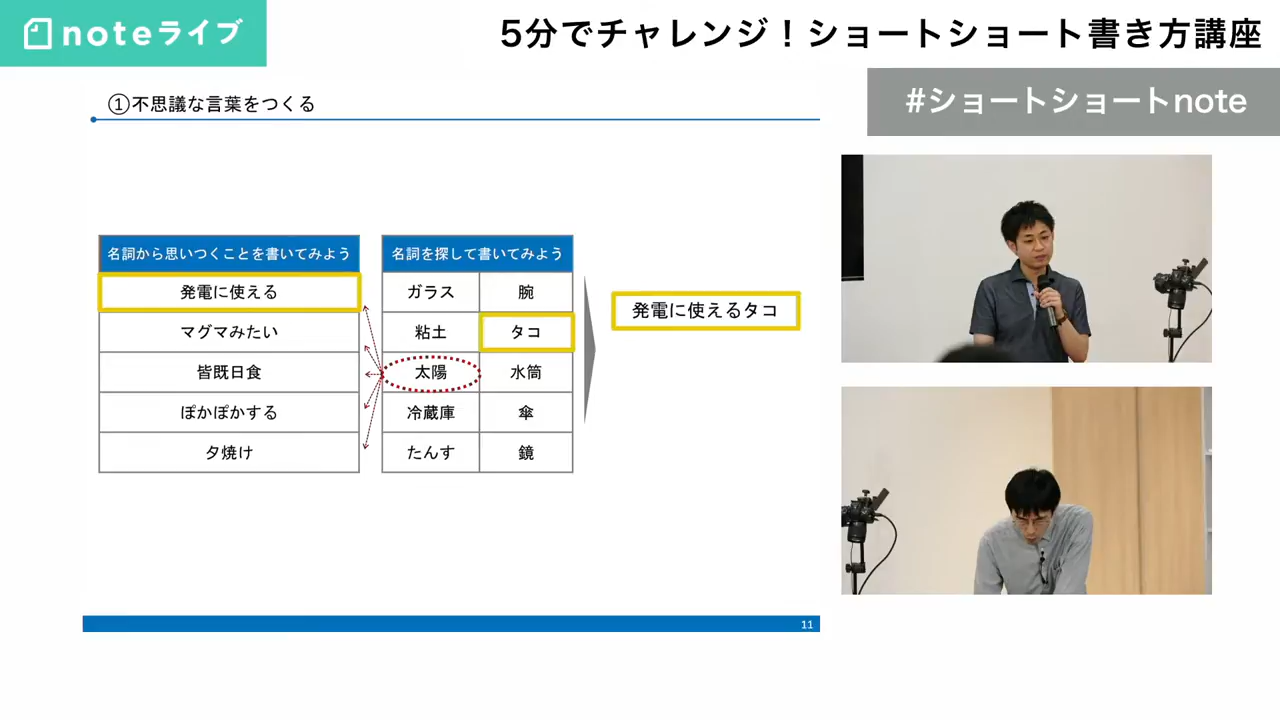 noteライブ
5分でチャレンジ！ショートショート書き方講座
#ショートショートnote
①不思議な言葉をつくる
名詞から思いつくことを書いてみよう
発電に使える
マグマみたい
皆既日食
ぽかぽかする
夕焼け
名詞を探して書いてみよう
ガラス 腕
粘土 タコ
太陽 水筒
冷蔵庫 傘
たんす 鏡
発電に使えるタコ
11